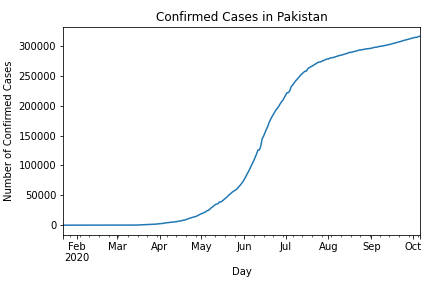 Confirmed Cases in Pakistan
Number of Confirmed Cases
300000
250000
200000
150000
100000
50000
0
Feb Mar Apr May Jun Jul Aug Sep Oct
2020
Day